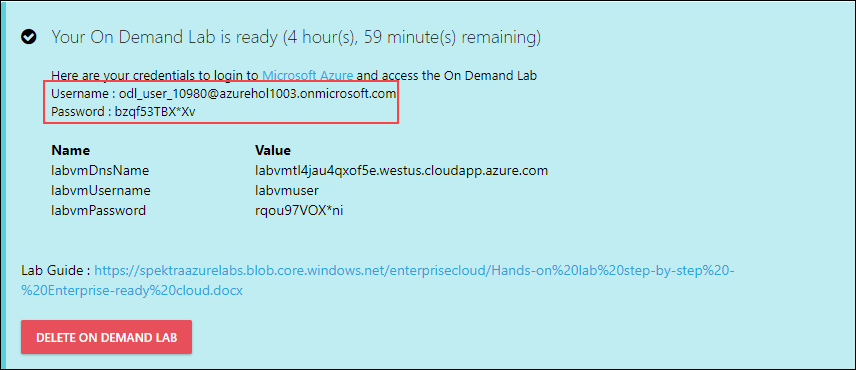 Your On Demand Lab is ready (4 hour(s), 59 minute(s) remaining)
Here are your credentials to login to Microsoft Azure and access the On Demand Lab
Username : odl_user_10980@azurehol1003.onmicrosoft.com
Password : bzqf53TBX*Xv
Name Value
labvmDnsName labvmtl4jau4qxof5e.westus.cloudapp.azure.com
labvmUsername labvmuser
labvmPassword rqou97VOX*ni
Lab Guide : https://spektraazurelabs.blob.core.windows.net/enterprisecloud/Hands-on%20lab%20step-by-step%20-
%20Enterprise-ready%20cloud.docx
DELETE ON DEMAND LAB